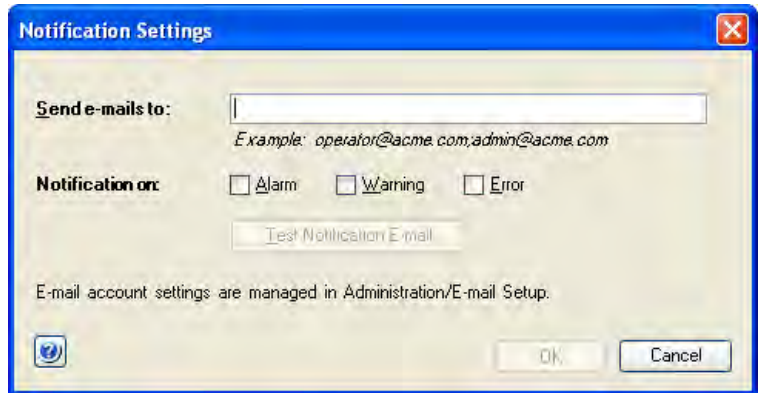 Notification Settings
Send e-mails to:
Example: operator@acme.com;admin@acme.com
Notification on: Alarm Warning Error
Test Notification E-mail
E-mail account settings are managed in Administration/E-mail Setup.
OK Cancel